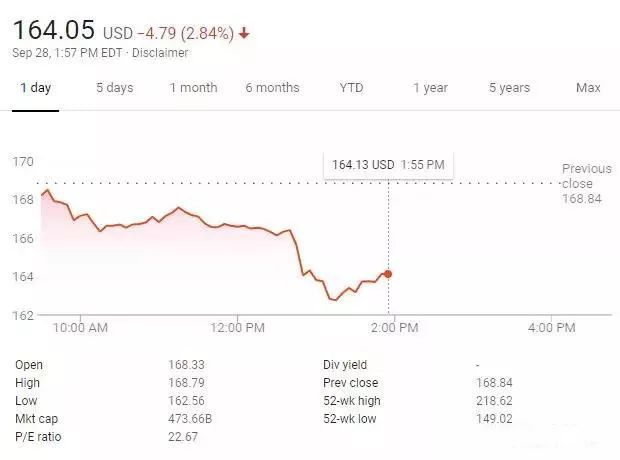 164.05 USD −4.79 (2.84%) ↓
Sep 28, 1:57 PM EDT · Disclaimer
1 day 5 days 1 month 6 months YTD 1 year 5 years Max
170
164.13 USD 1:55 PM
Previous
close
168.84
168
166
164
162
10:00 AM 12:00 PM 2:00 PM 4:00 PM
Open 168.33 Div yield -
High 168.79 Prev close 168.84
Low 162.56 52-wk high 218.62
Mkt cap 473.66B 52-wk low 149.02
P/E ratio 22.67